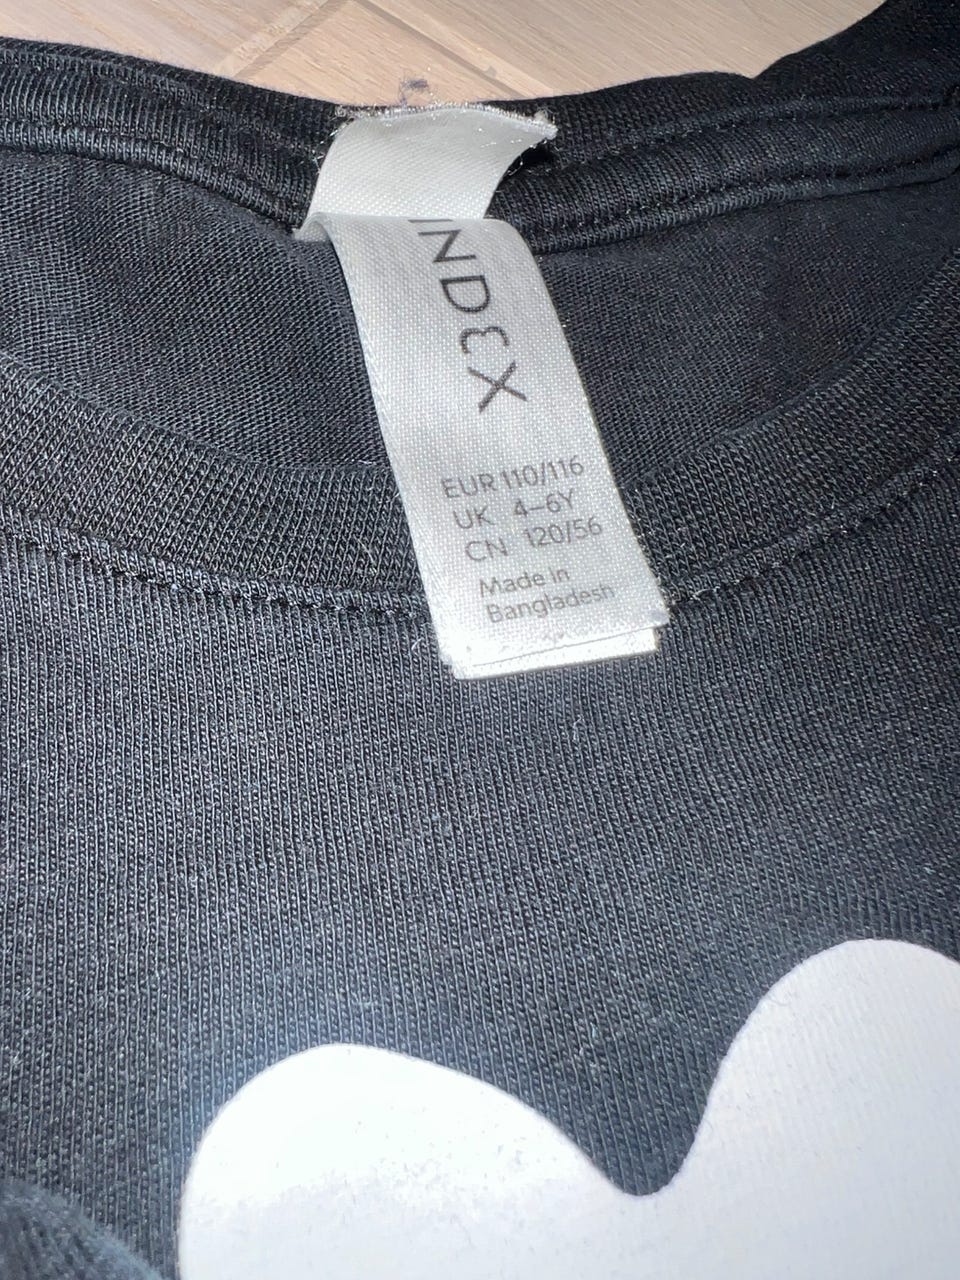 INDEX
EUR 110/116
UK 4–6Y
CN 120/56
Made in
Bangladesh